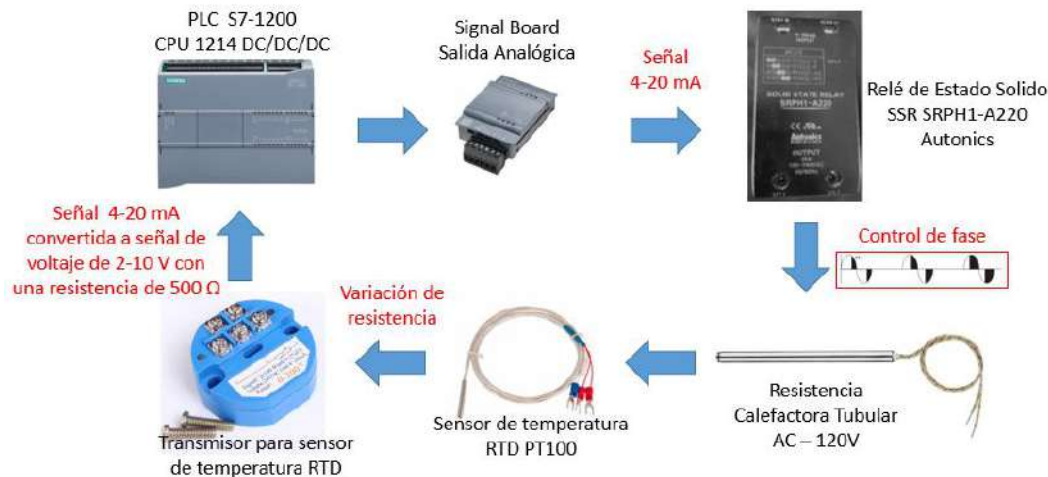 PLC S7-1200
CPU 1214 DC/DC/DC
SIEMENS
Signal Board
Salida Analógica
Señal
4-20 mA
SOLID STATE RELAY
SRPH1-A220
Autonics
OUTPUT
Relé de Estado Solido
SSR SRPH1-A220
Autonics
Control de fase
Señal 4-20 mA
convertida a señal de
voltaje de 2-10 V con
una resistencia de 500 Ω
Variación de
resistencia
Transmisor para sensor
de temperatura RTD
Sensor de temperatura
RTD PT100
Resistencia
Calefactora Tubular
AC – 120V